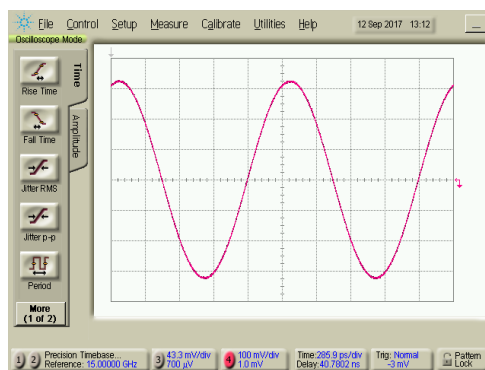 File Control Setup Measure Calibrate Utilities Help 12 Sep 2017 13:12
Oscilloscope Mode
Time
Rise Time
Amplitude
Fall Time
Jitter RMS
Jitter p-p
Period
More
(1 of 2)
1 2 Precision Timebase... 3 43.3 mV/div 4 100 mV/div Time:285.9 ps/div Trig: Normal Pattern
Reference: 15.00000 GHz 700 µV 1.0 mV Delay:40.7802 ns -3 mV Lock